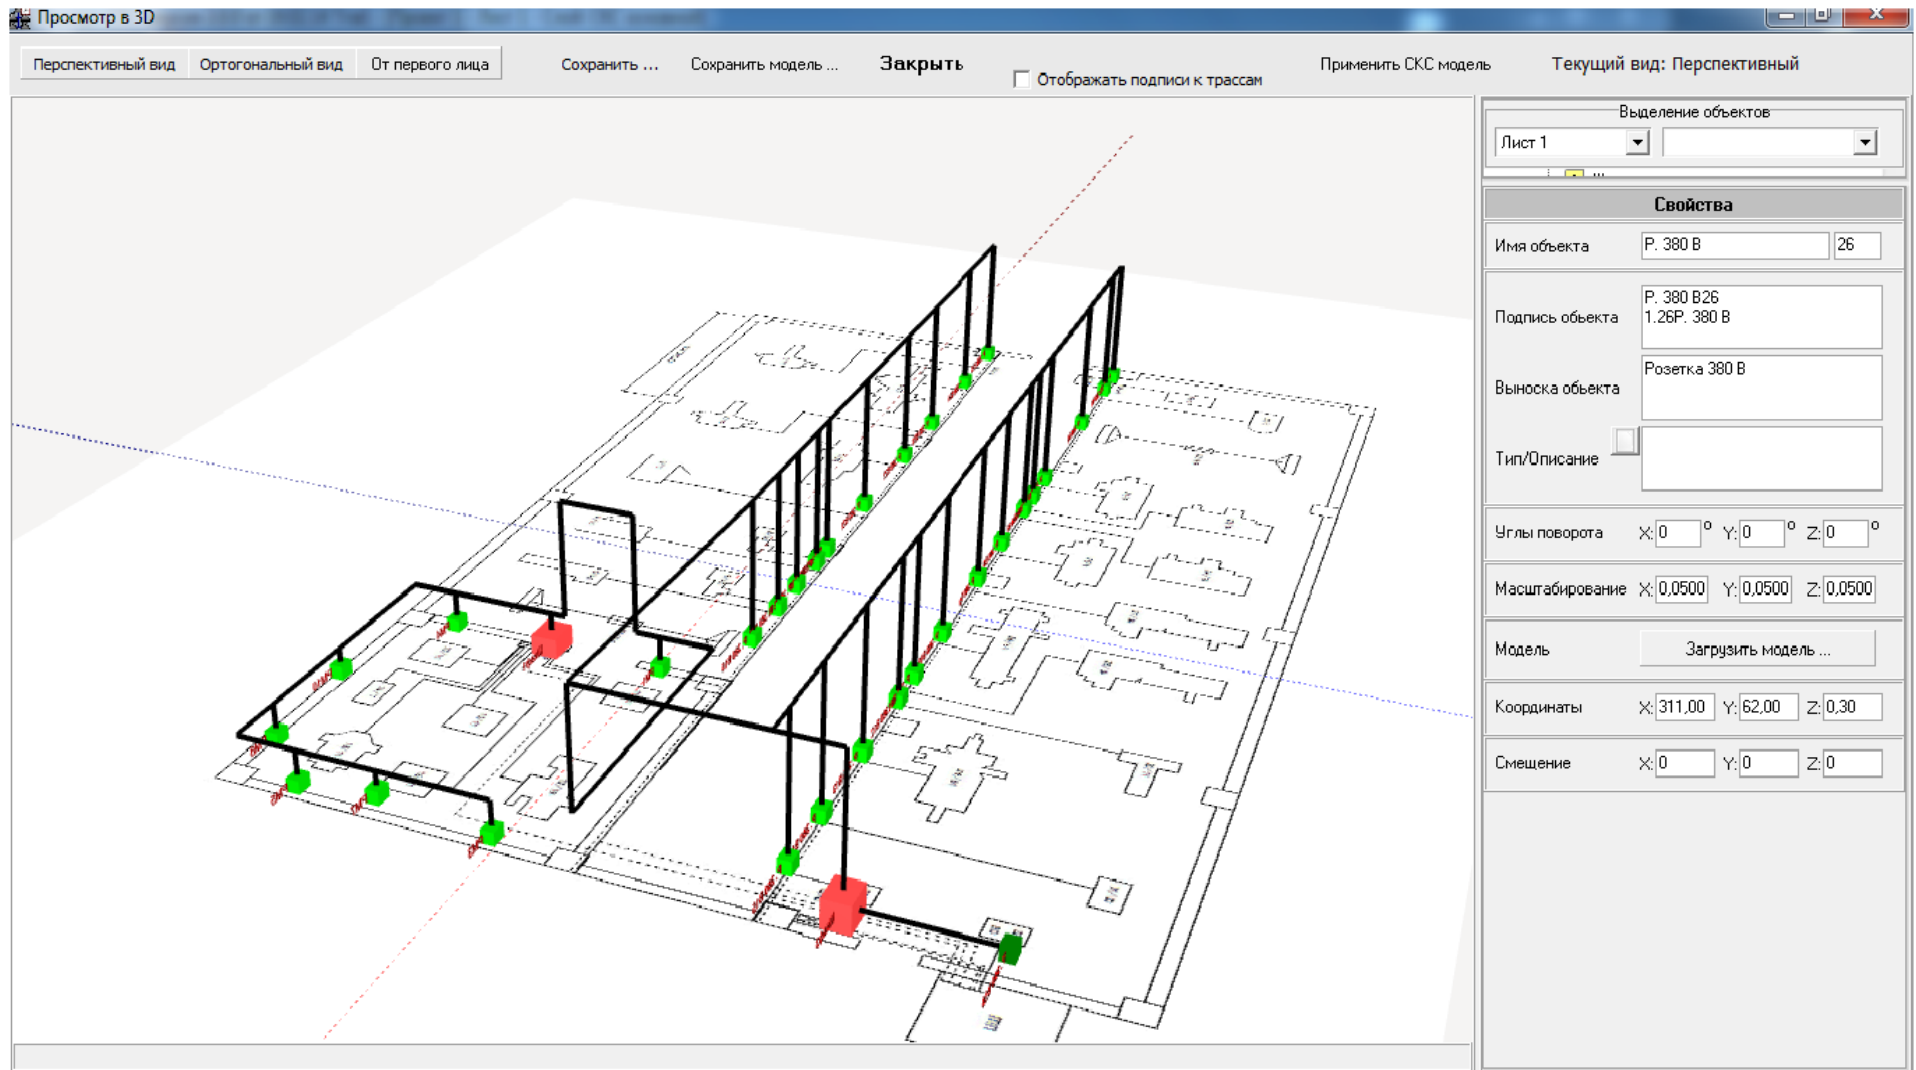 Просмотр в 3D
Перспективный вид
Ортогональный вид
От первого лица
Сохранить ...
Сохранить модель ...
Закрыть
Отображать подписи к трассам
Применить СКС модель
Текущий вид: Перспективный
Выделение объектов
Лист 1
Свойства
Имя объекта
Р. 380 В
26
Подпись объекта
Р. 380 В26
1.26Р. 380 В
Выноска объекта
Розетка 380 В
Тип/Описание
Углы поворота X: 0 ° Y: 0 ° Z: 0 °
Масштабирование X: 0,0500 Y: 0,0500 Z: 0,0500
Модель
Загрузить модель ...
Координаты X: 311,00 Y: 62,00 Z: 0,30
Смещение X: 0 Y: 0 Z: 0